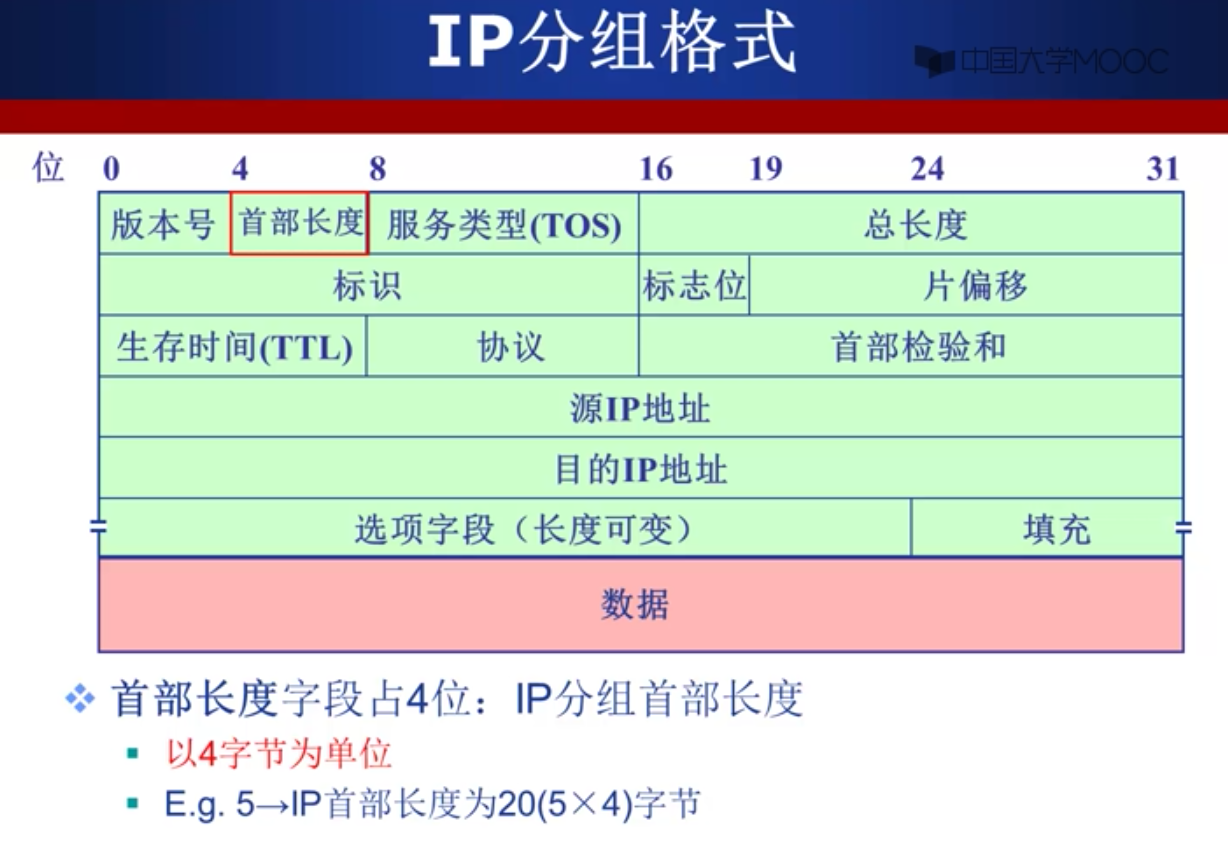 IP分组格式
中国大学MOOC
位 0 4 8 16 19 24 31
版本号 首部长度 服务类型(TOS) 总长度
标识 标志位 片偏移
生存时间(TTL) 协议 首部检验和
源IP地址
目的IP地址
选项字段（长度可变） 填充
数据
首部长度字段占4位：IP分组首部长度
以4字节为单位
E.g. 5→IP首部长度为20(5×4)字节